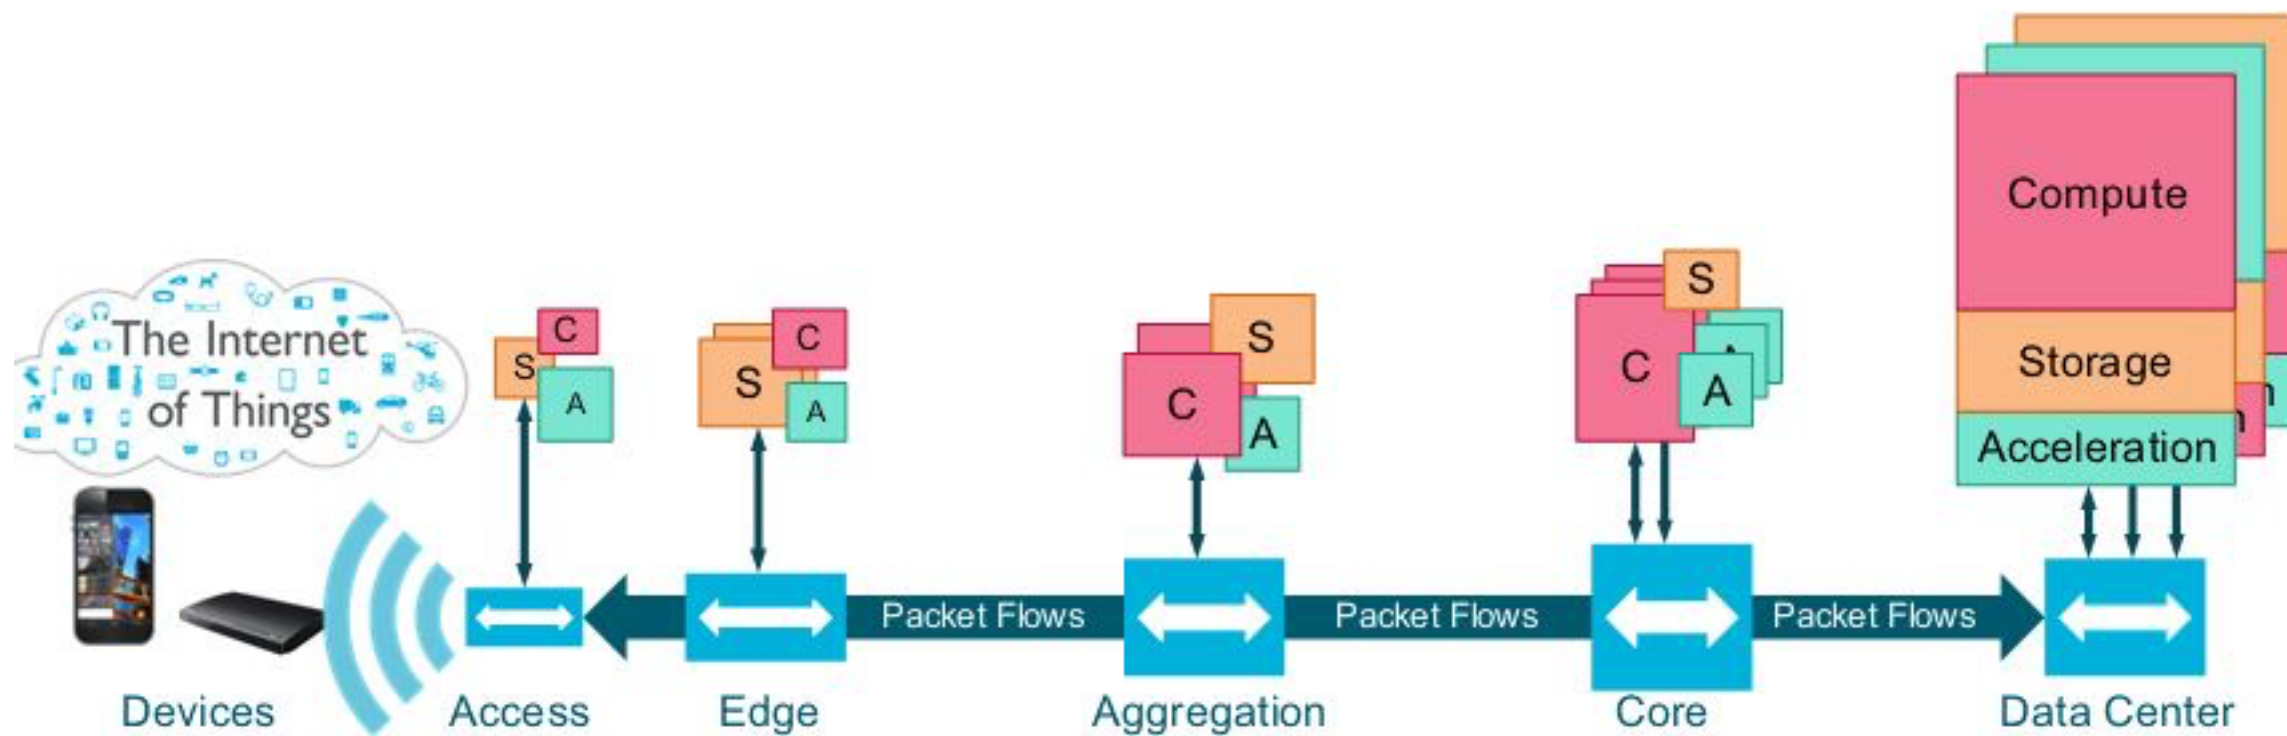 The Internet
of Things
C
S
A
C
S
A
S
C
A
S
C
A
Compute
Storage
Acceleration
n
n
Packet Flows
Packet Flows
Packet Flows
Devices
Access
Edge
Aggregation
Core
Data Center